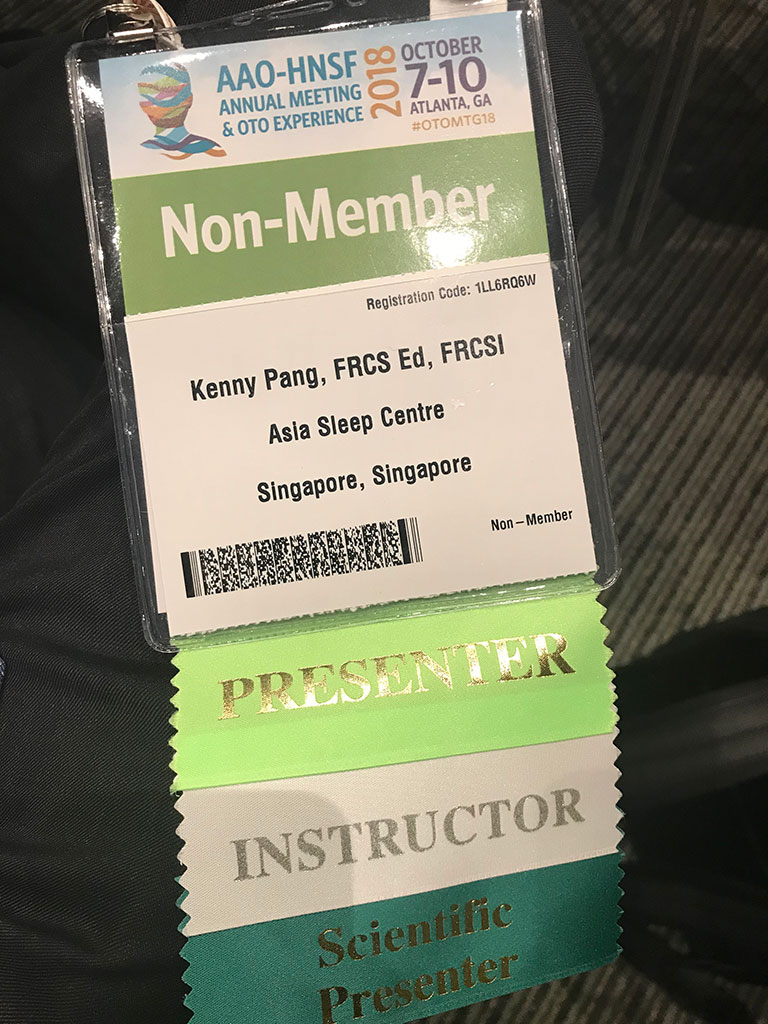 AAO-HNSF
ANNUAL MEETING
& OTO EXPERIENCE
2018
OCTOBER
7-10
ATLANTA, GA
#OTOMTG18
Non-Member
Registration Code: 1LL6RQ6W
Kenny Pang, FRCS Ed, FRCSI
Asia Sleep Centre
Singapore, Singapore
Non-Member
PRESENTER
INSTRUCTOR
Scientific
Presenter